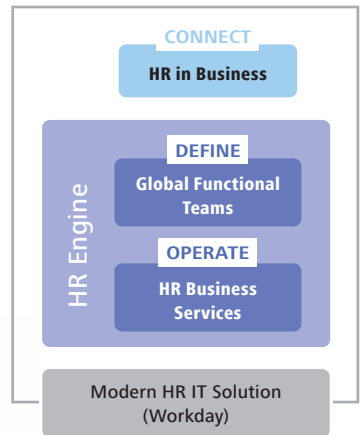 CONNECT
HR in Business
HR Engine
DEFINE
Global Functional
Teams
OPERATE
HR Business
Services
Modern HR IT Solution
(Workday)